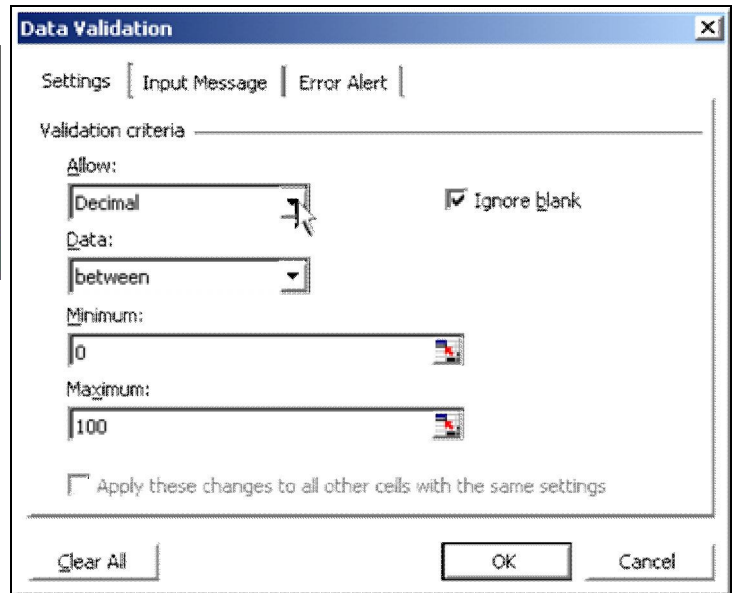 Data Validation
Settings Input Message Error Alert
Validation criteria
Allow:
Decimal Ignore blank
Data:
between
Minimum:
0
Maximum:
100
Apply these changes to all other cells with the same settings
Clear All OK Cancel